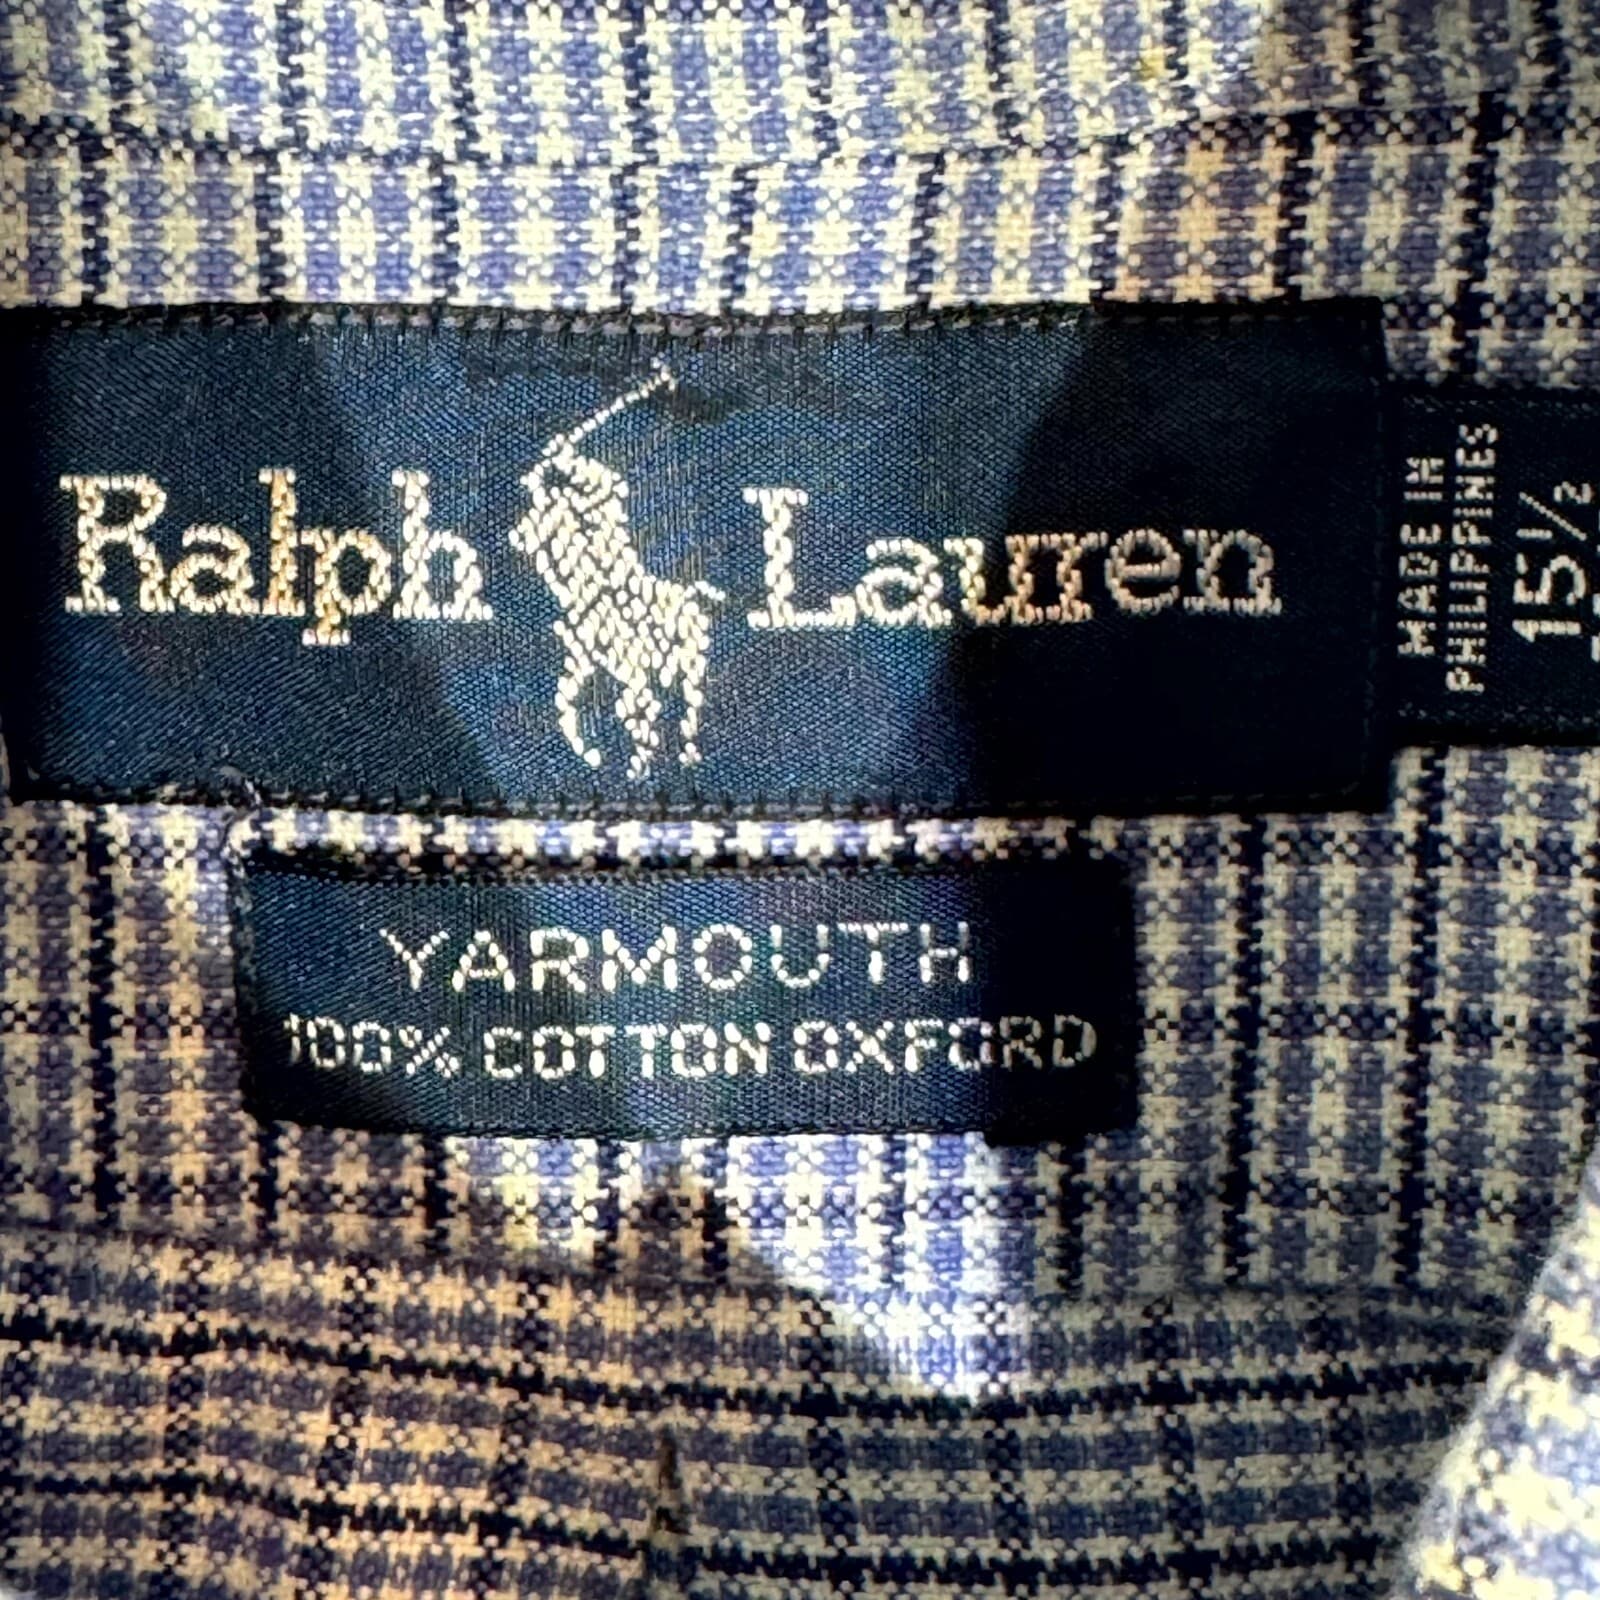 Ralph Lauren
MADE IN
PHILIPPINES
15½
YARMOUTH
100% COTTON OXFORD